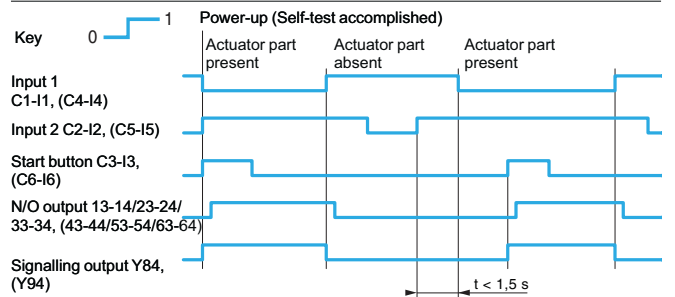 Power-up (Self-test accomplished)
Key 0 1
Actuator part
present
Actuator part
absent
Actuator part
present
Input 1
C1-I1, (C4-I4)
Input 2 C2-I2, (C5-I5)
Start button C3-I3,
(C6-I6)
N/O output 13-14/23-24/
33-34, (43-44/53-54/63-64)
Signalling output Y84,
(Y94)
t < 1,5 s